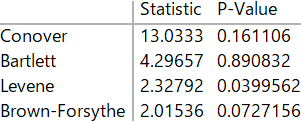 Statistic P-Value
Conover 13.0333 0.161106
Bartlett 4.29657 0.890832
Levene 2.32792 0.0399562
Brown-Forsythe 2.01536 0.0727156